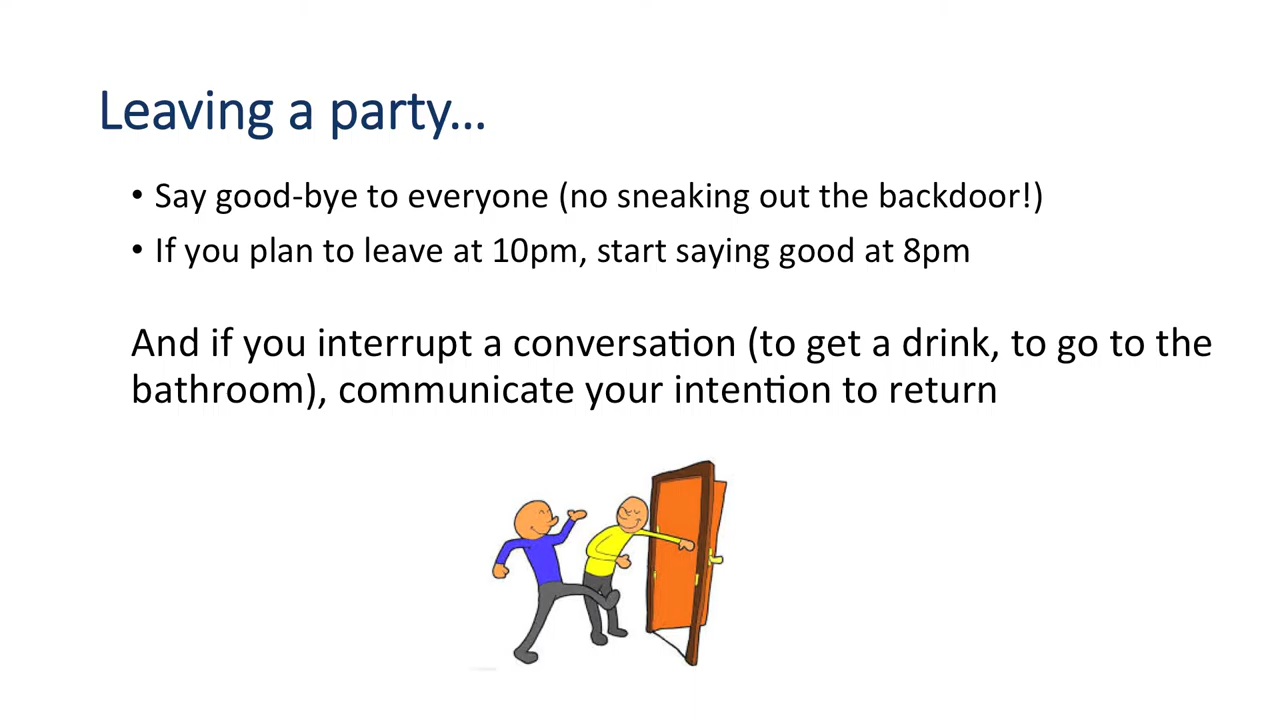 Leaving a party...
• Say good-bye to everyone (no sneaking out the backdoor!)
• If you plan to leave at 10pm, start saying good at 8pm
And if you interrupt a conversation (to get a drink, to go to the
bathroom), communicate your intention to return